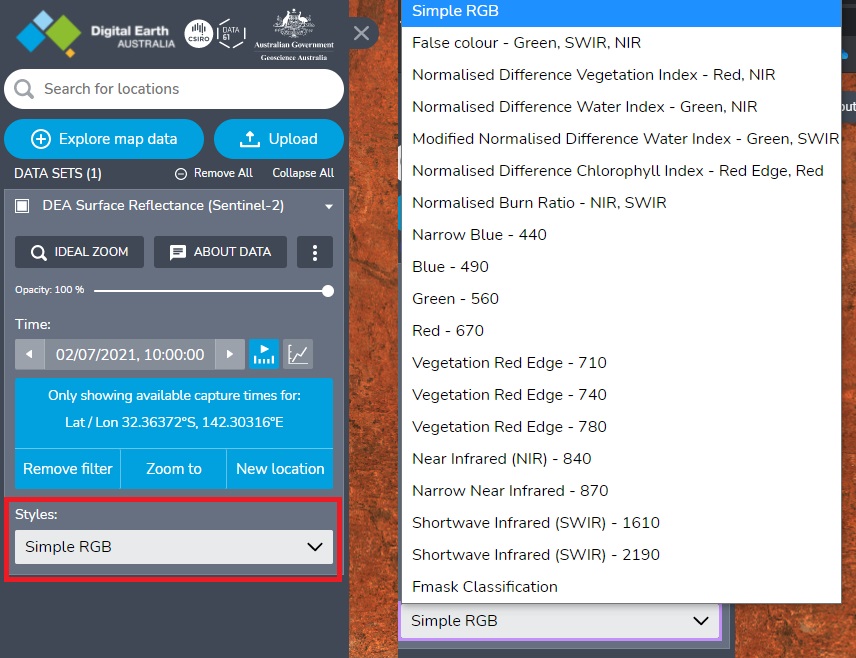 Digital Earth
AUSTRALIA
CSIRO
DATA
61
Australian Government
Geoscience Australia
Search for locations
Explore map data
Upload
DATA SETS (1)
Remove All
Collapse All
DEA Surface Reflectance (Sentinel-2)
IDEAL ZOOM
ABOUT DATA
Opacity: 100 %
Time:
02/07/2021, 10:00:00
Only showing available capture times for:
Lat / Lon 32.36372°S, 142.30316°E
Remove filter
Zoom to
New location
Styles:
Simple RGB
Simple RGB
False colour - Green, SWIR, NIR
Normalised Difference Vegetation Index - Red, NIR
Normalised Difference Water Index - Green, NIR
Modified Normalised Difference Water Index - Green, SWIR
Normalised Difference Chlorophyll Index - Red Edge, Red
Normalised Burn Ratio - NIR, SWIR
Narrow Blue - 440
Blue - 490
Green - 560
Red - 670
Vegetation Red Edge - 710
Vegetation Red Edge - 740
Vegetation Red Edge - 780
Near Infrared (NIR) - 840
Narrow Near Infrared - 870
Shortwave Infrared (SWIR) - 1610
Shortwave Infrared (SWIR) - 2190
Fmask Classification
Simple RGB